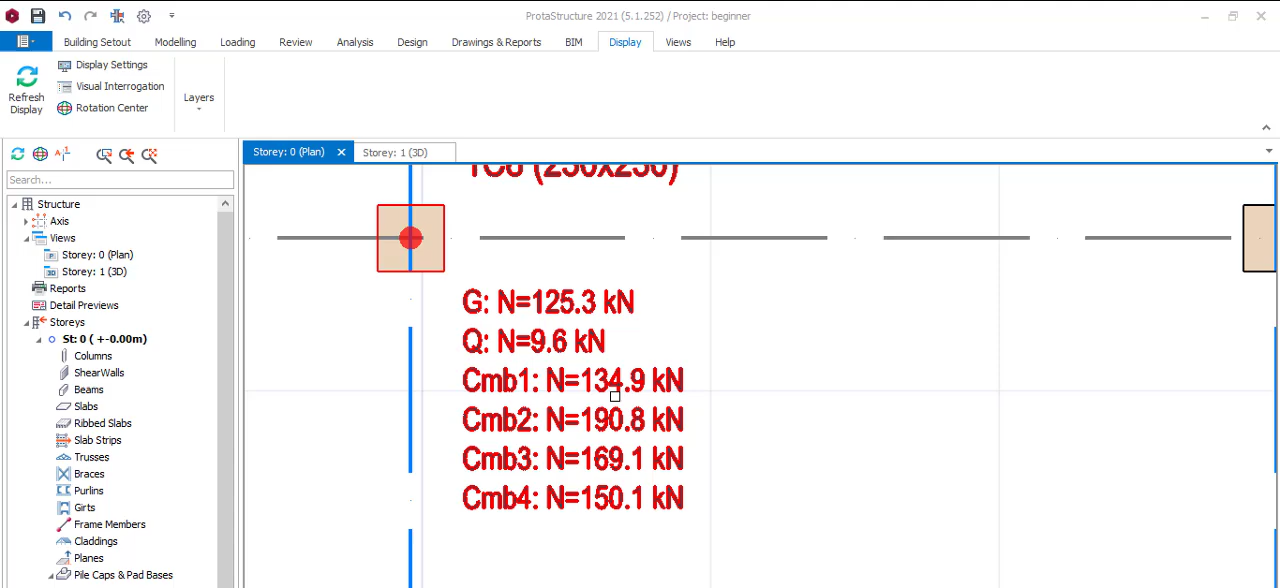 ProtaStructure 2021 (5.1.252) / Project: beginner
Building Setout Modelling Loading Review Analysis Design Drawings & Reports BIM Display Views Help
Refresh Display
Display Settings
Visual Interrogation
Rotation Center
Layers
Storey: 0 (Plan) Storey: 1 (3D)
Search...
Structure
Axis
Views
Storey: 0 (Plan)
Storey: 1 (3D)
Reports
Detail Previews
Storeys
St: 0 ( +-0.00m)
Columns
ShearWalls
Beams
Slabs
Ribbed Slabs
Slab Strips
Trusses
Braces
Purlins
Girts
Frame Members
Claddings
Planes
Pile Caps & Pad Bases
G: N=125.3 kN
Q: N=9.6 kN
Cmb1: N=134.9 kN
Cmb2: N=190.8 kN
Cmb3: N=169.1 kN
Cmb4: N=150.1 kN